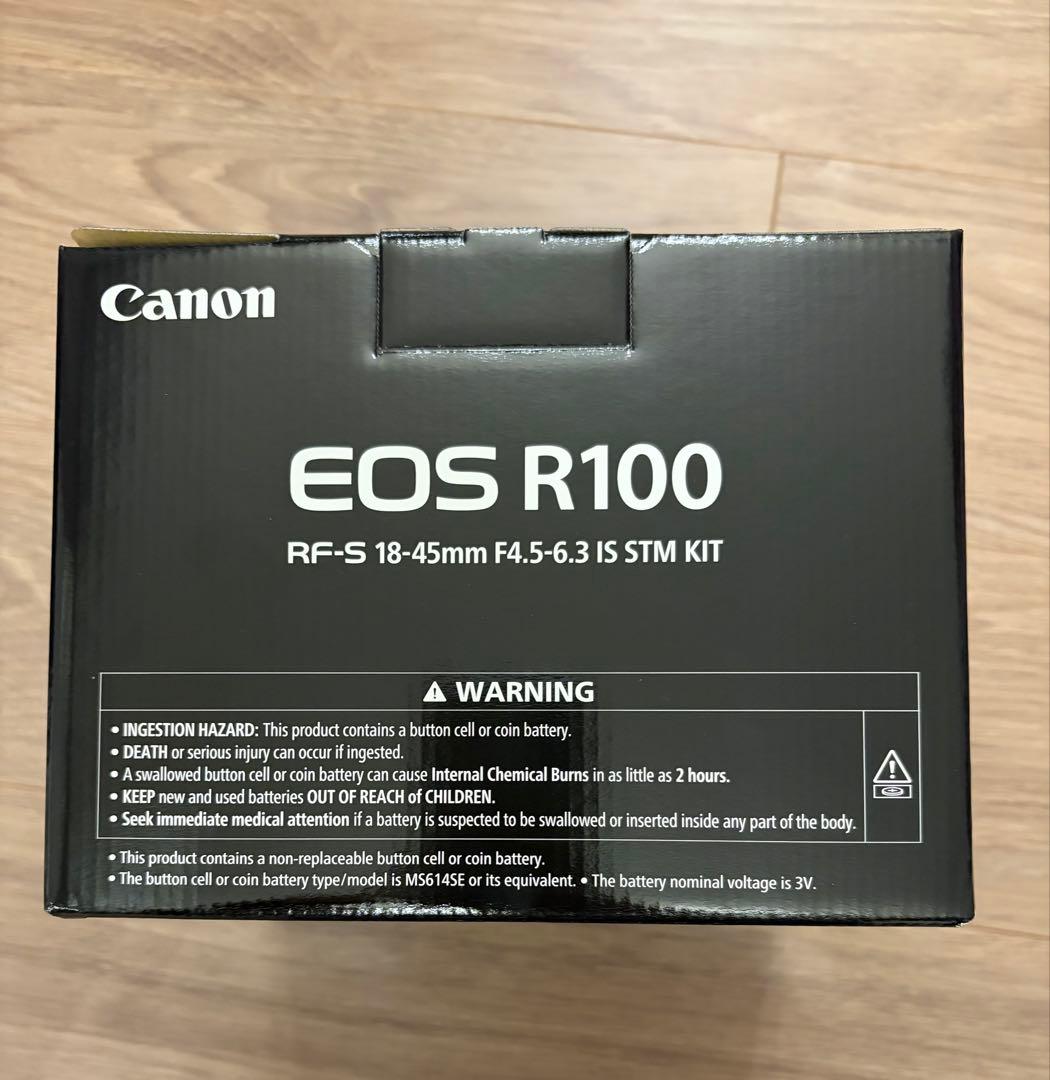 Canon
EOS R100
RF-S 18-45mm F4.5-6.3 IS STM KIT
⚠ WARNING
• INGESTION HAZARD: This product contains a button cell or coin battery.
• DEATH or serious injury can occur if ingested.
• A swallowed button cell or coin battery can cause Internal Chemical Burns in as little as 2 hours.
• KEEP new and used batteries OUT OF REACH of CHILDREN.
• Seek immediate medical attention if a battery is suspected to be swallowed or inserted inside any part of the body.
• This product contains a non-replaceable button cell or coin battery.
• The button cell or coin battery type/model is MS614SE or its equivalent. • The battery nominal voltage is 3V.